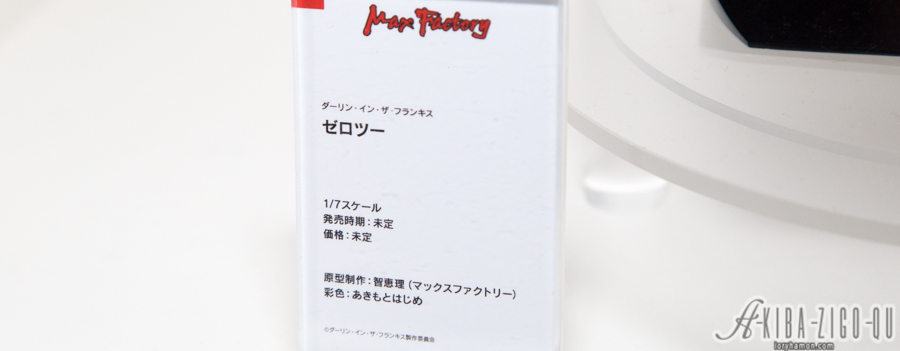 Max Factory
ダーリン・イン・ザ・フランキス
ゼロツー
1/7スケール
発売時期：未定
価格：未定
原型制作：智恵理（マックスファクトリー）
彩色：あきもとはじめ
©ダーリン・イン・ザ・フランキス製作委員会
A-KIBA-ZIGO-QU
toryhamon.com